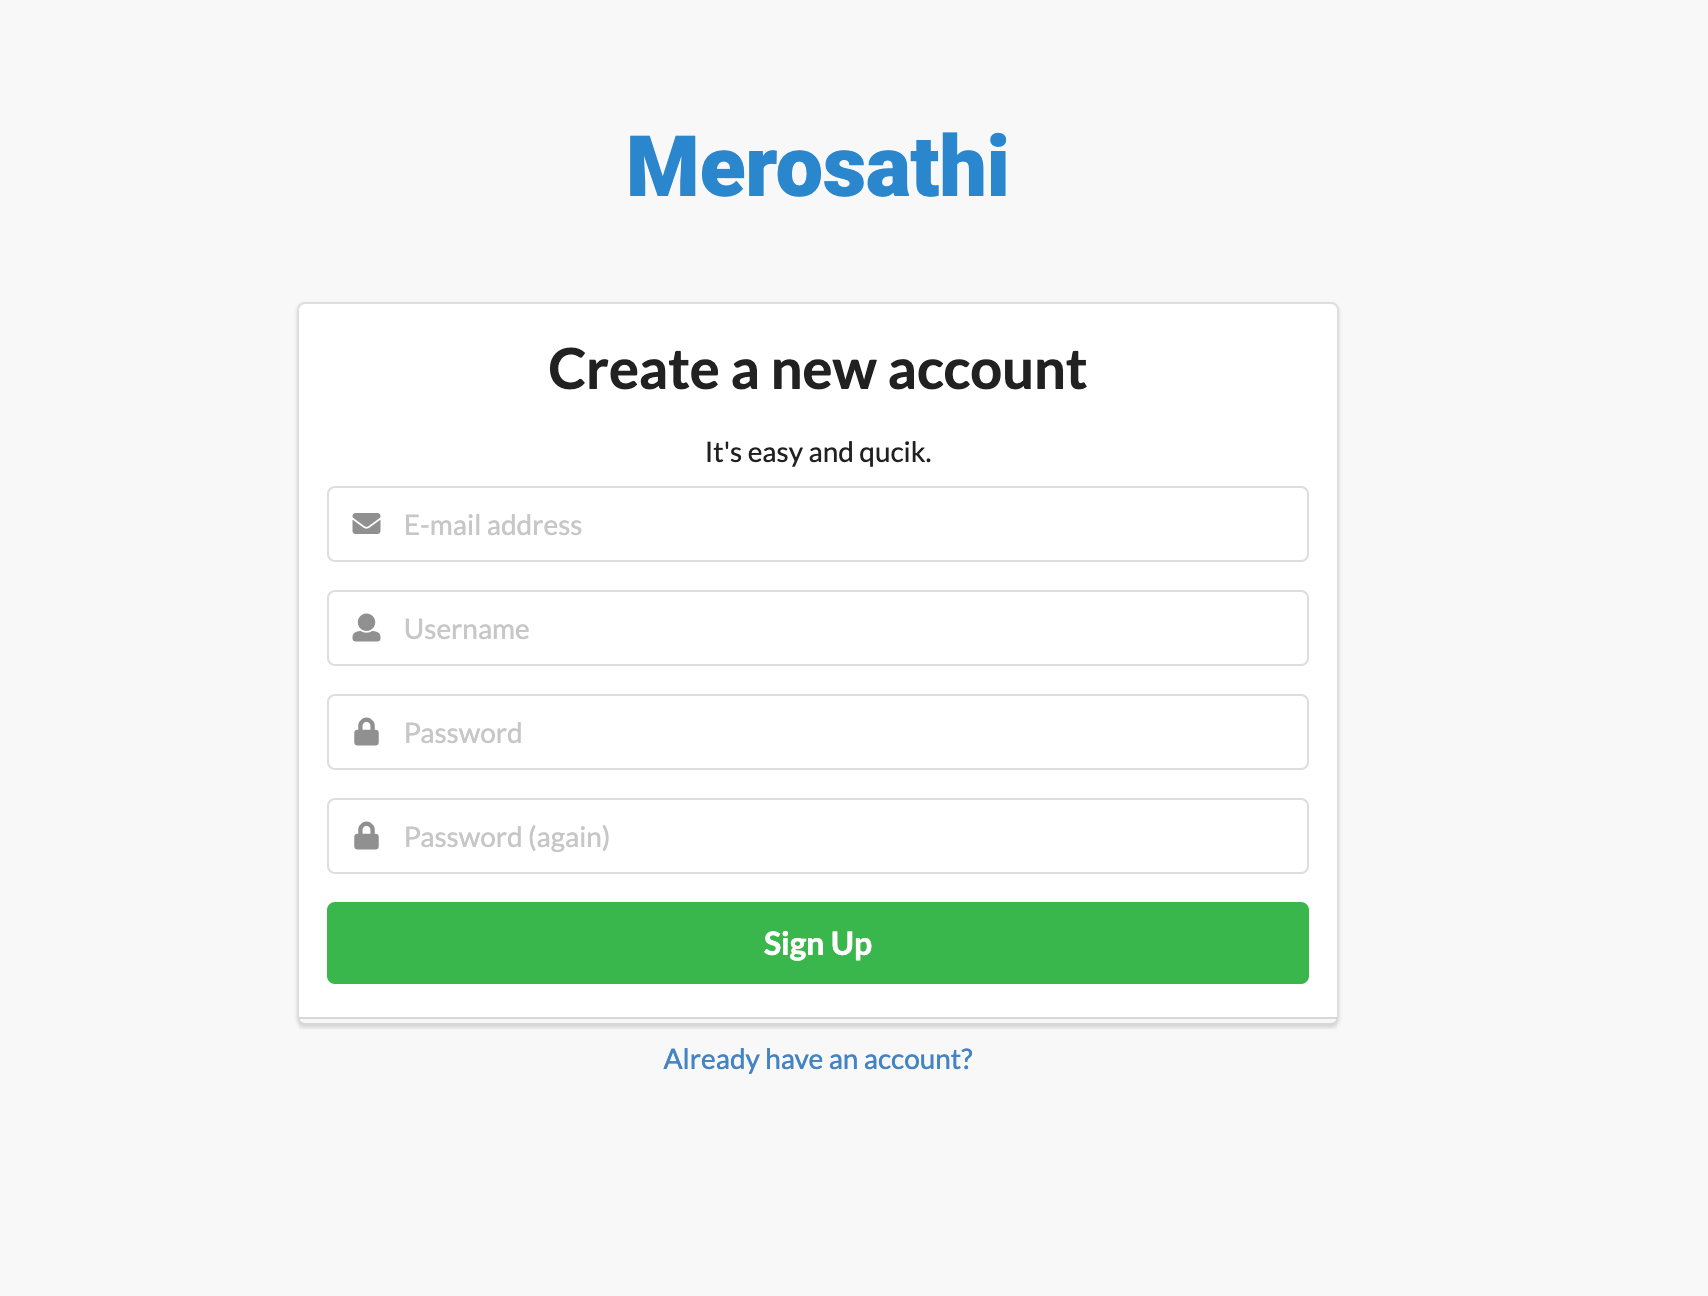 Merosathi
Create a new account
It's easy and qucik.
E-mail address
Username
Password
Password (again)
Sign Up
Already have an account?